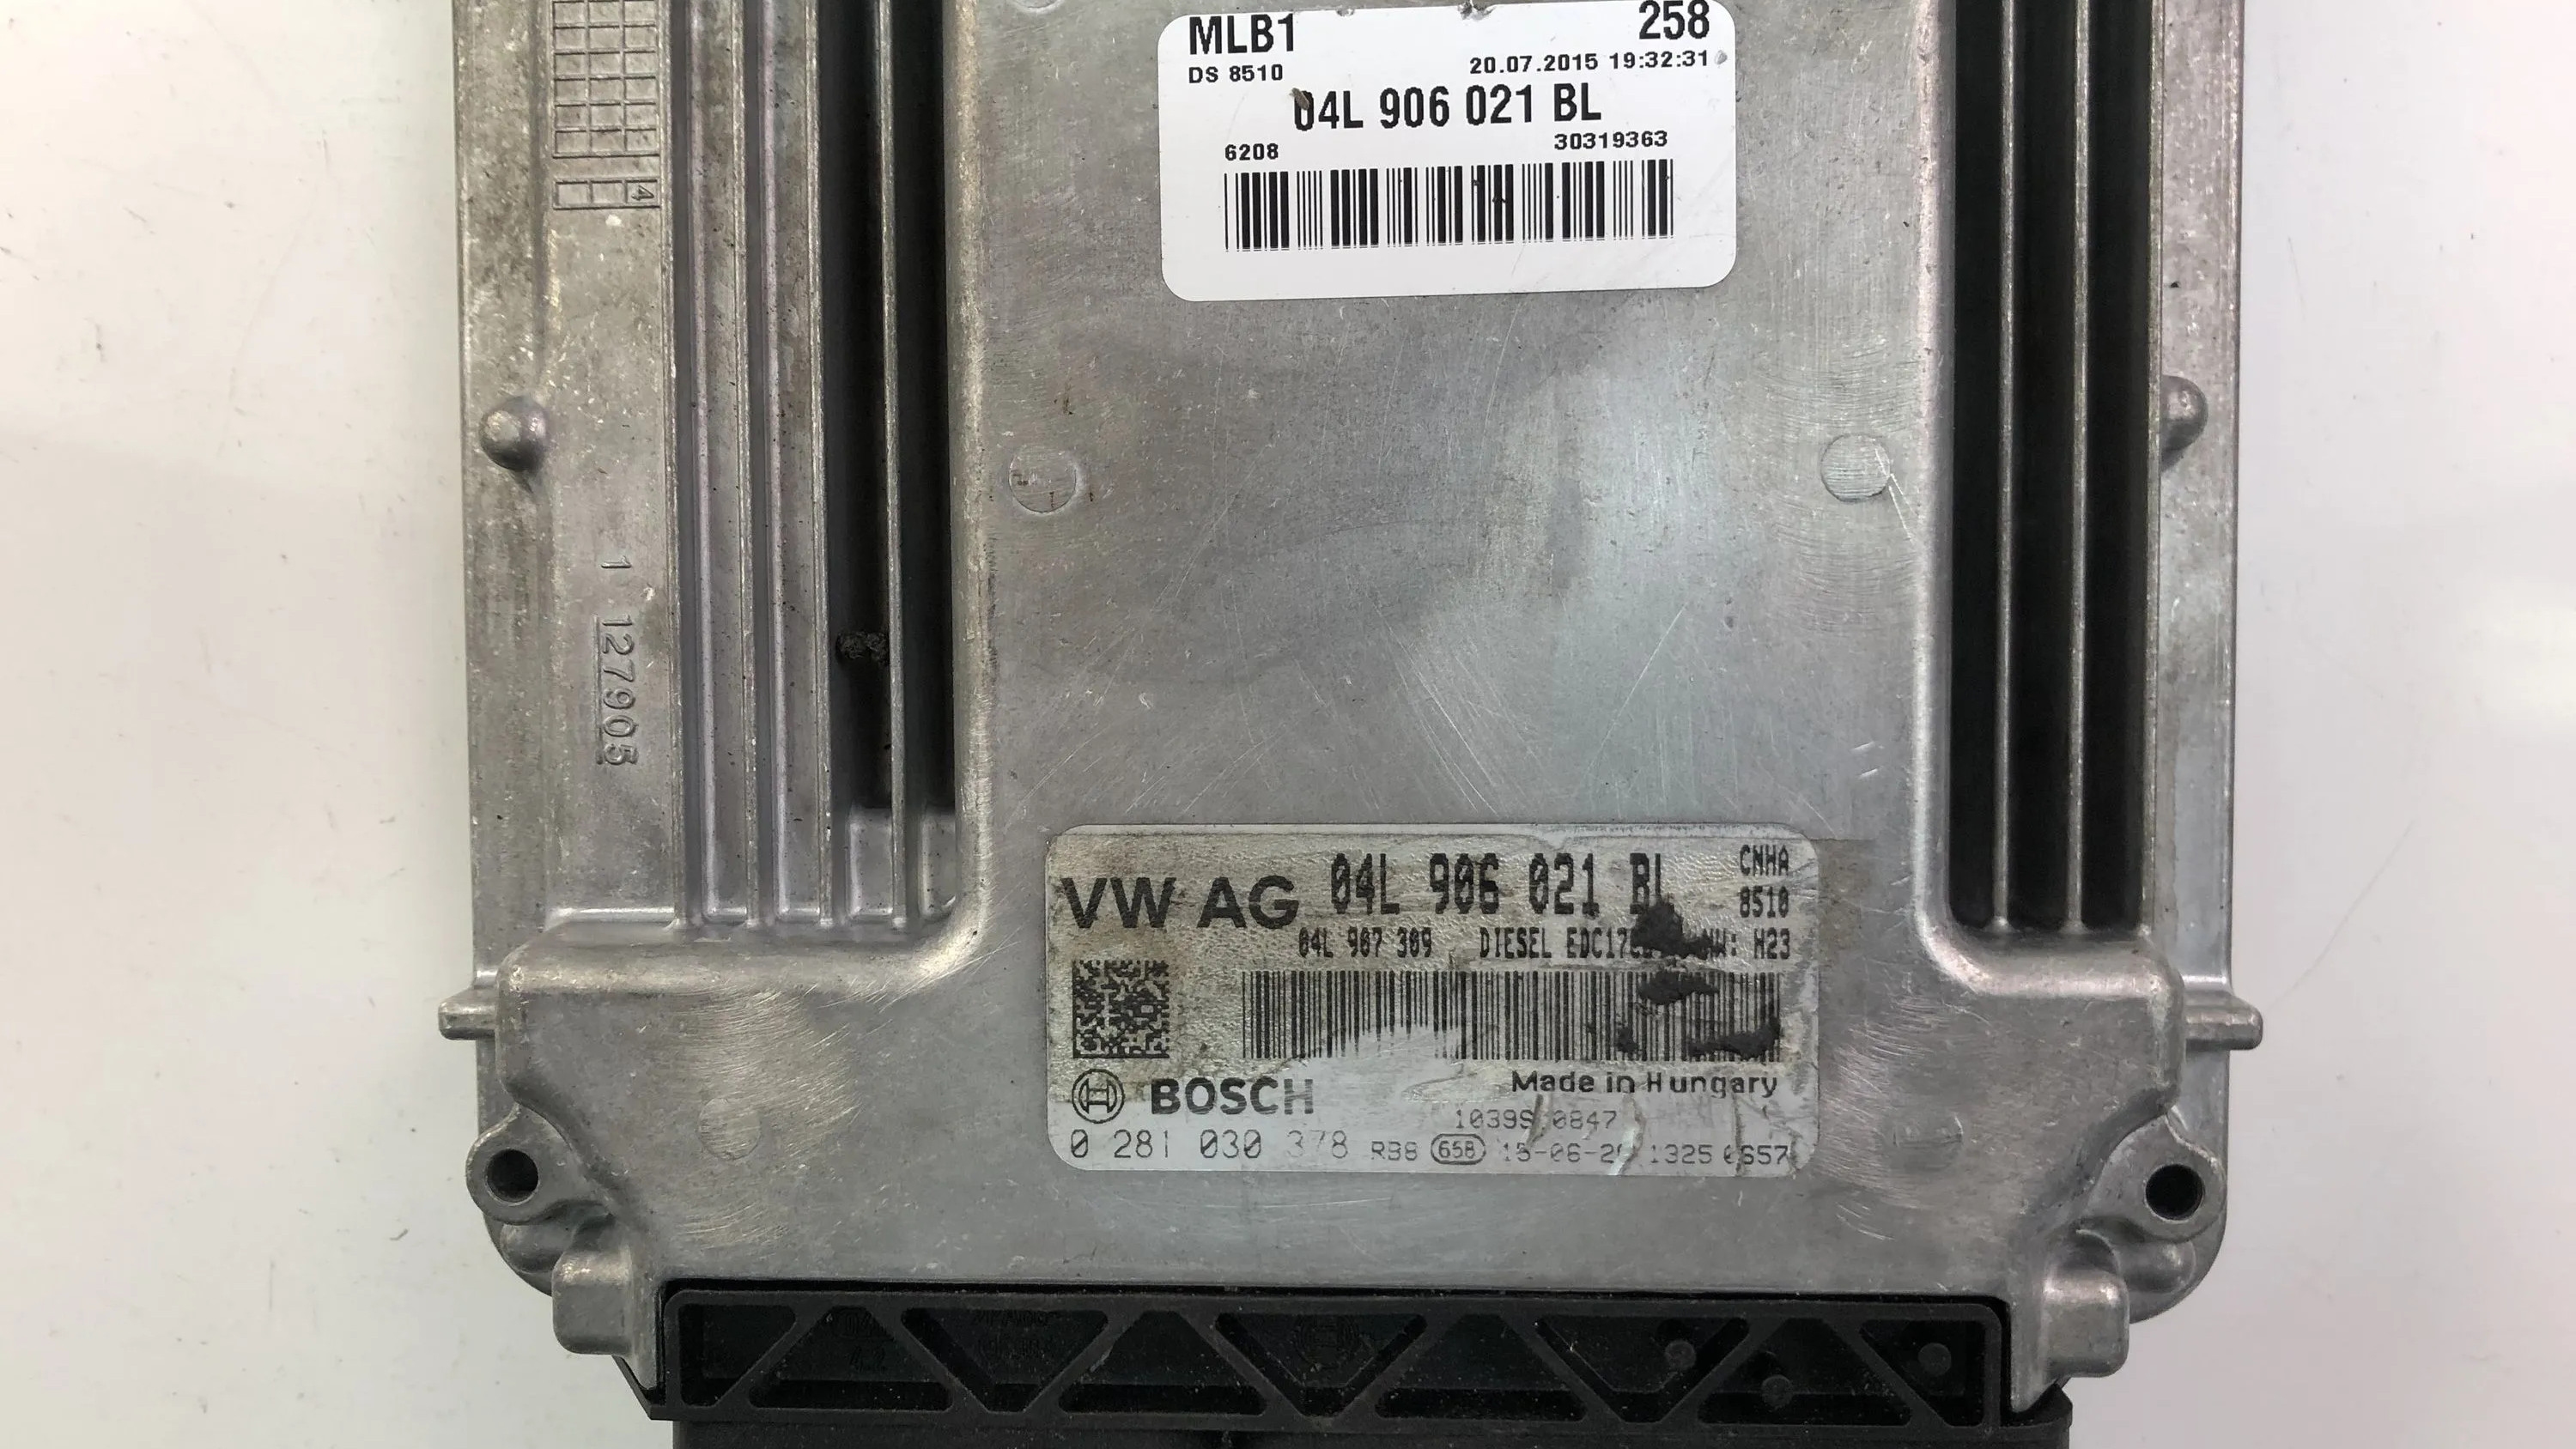 MLB1 258
DS 8510 20.07.2015 19:32:31
04L 906 021 BL
6208 30319363
4
1 127905
VW AG 04L 906 021 BL CNHA
8510
04L 907 309 DIESEL H23
BOSCH Made in Hungary
0 281 030 378 RB8 658 1325